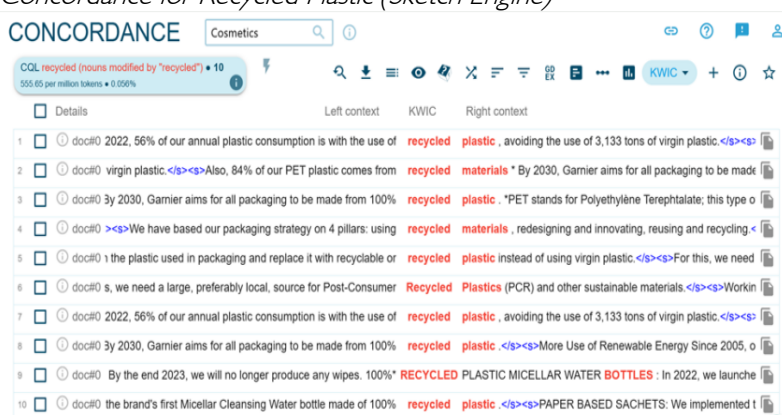 Concordance for Recycled Plastic (Sketch Engine)
CONCORDANCE Cosmetics
CQL recycled (nouns modified by "recycled") • 10
555.65 per million tokens • 0.056%
GD EX KWIC
Details Left context KWIC Right context
1 doc#0 2022, 56% of our annual plastic consumption is with the use of recycled plastic , avoiding the use of 3,133 tons of virgin plastic.</s><s>
2 doc#0 virgin plastic.</s><s>Also, 84% of our PET plastic comes from recycled materials * By 2030, Garnier aims for all packaging to be made
3 doc#0 3y 2030, Garnier aims for all packaging to be made from 100% recycled plastic . *PET stands for Polyethylène Terephtalate; this type o
4 doc#0 ><s>We have based our packaging strategy on 4 pillars: using recycled materials , redesigning and innovating, reusing and recycling.<
5 doc#0 ı the plastic used in packaging and replace it with recyclable or recycled plastic instead of using virgin plastic.</s><s>For this, we need
6 doc#0 s, we need a large, preferably local, source for Post-Consumer Recycled Plastics (PCR) and other sustainable materials.</s><s>Workin
7 doc#0 2022, 56% of our annual plastic consumption is with the use of recycled plastic , avoiding the use of 3,133 tons of virgin plastic.</s><s>
8 doc#0 3y 2030, Garnier aims for all packaging to be made from 100% recycled plastic .</s><s>More Use of Renewable Energy Since 2005, o
9 doc#0 By the end 2023, we will no longer produce any wipes. 100%* RECYCLED PLASTIC MICELLAR WATER BOTTLES : In 2022, we launche
10 doc#0 the brand's first Micellar Cleansing Water bottle made of 100% recycled plastic .</s><s>PAPER BASED SACHETS: We implemented t